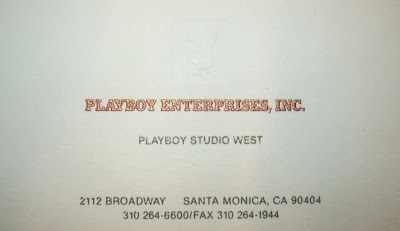 PLAYBOY ENTERPRISES, INC.
PLAYBOY STUDIO WEST
2112 BROADWAY SANTA MONICA, CA 90404
310 264-6600/FAX 310 264-1944